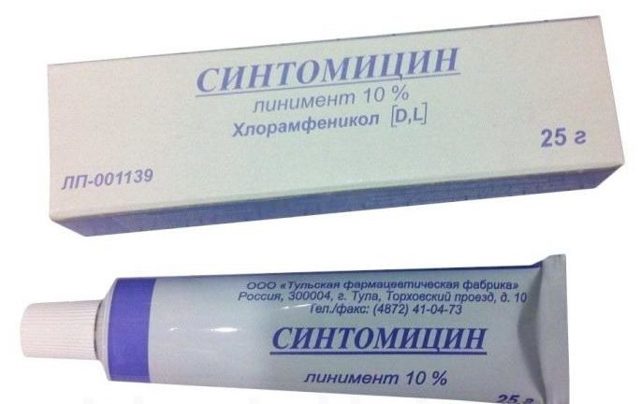 СИНТОМИЦИН
линимент 10 %
Хлорамфеникол [D,L]
25 г
ЛП-001139
ООО «Тульская фармацевтическая фабрика»
Россия, 300004, г. Тула, Торховский проезд, д. 10
Тел./факс: (4872) 41-04-73
СИНТОМИЦИН
линимент 10 %
25 г